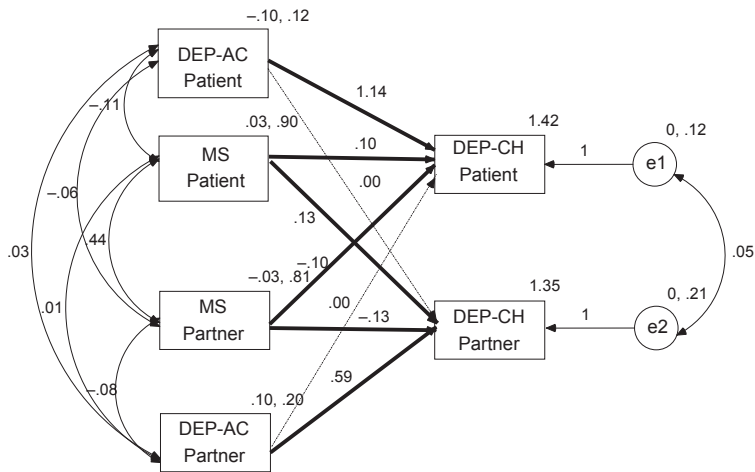 –.10, .12
DEP-AC
Patient
1.14
–.11
.03, .90
.10
1.42
0, .12
MS
Patient
DEP-CH
Patient
1
e1
.00
–.06
.13
.03
.44
–.10
.05
–.03, .81
1.35
0, .21
.01
MS
Partner
.00
–.13
DEP-CH
Partner
1
e2
–.08
.59
.10, .20
DEP-AC
Partner